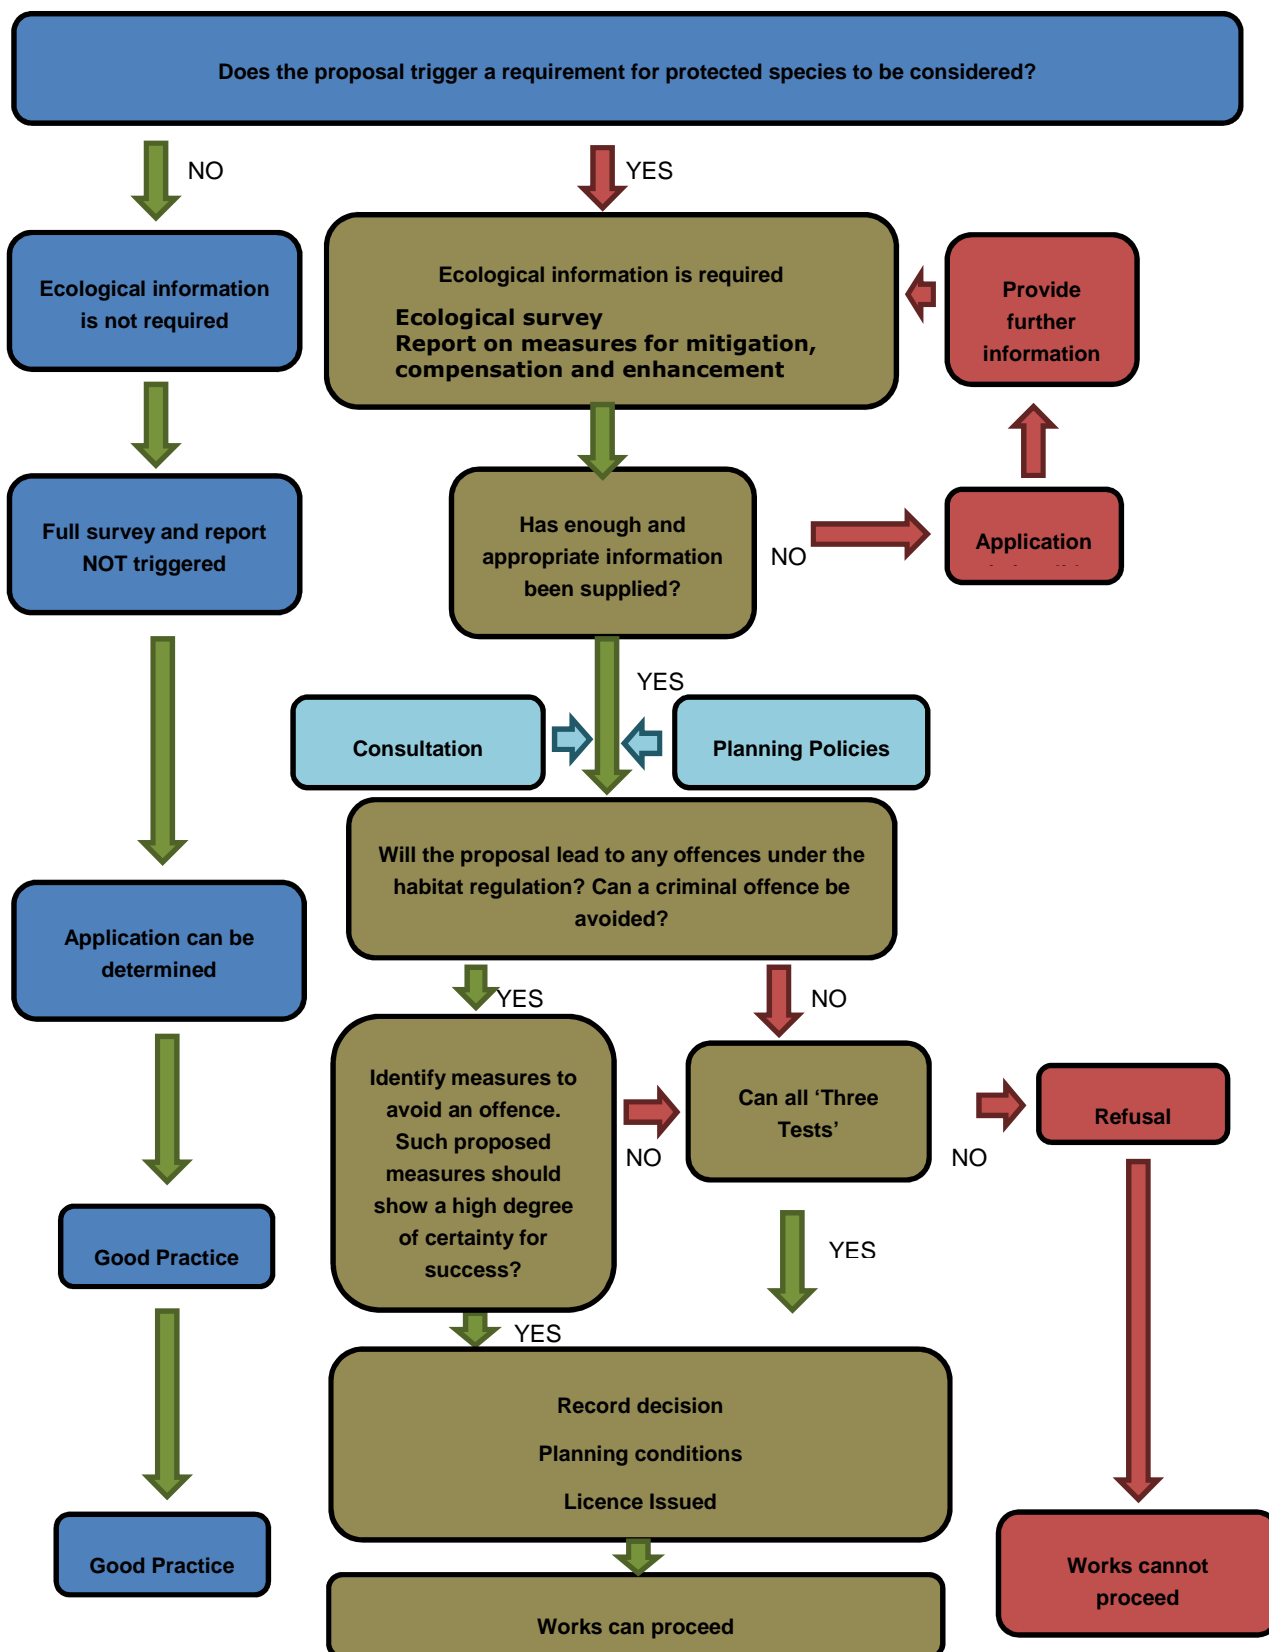 Does the proposal trigger a requirement for protected species to be considered?
NO
YES
Ecological information
is not required
Ecological information is required
Ecological survey
Report on measures for mitigation,
compensation and enhancement
Provide
further
information
Full survey and report
NOT triggered
Has enough and
appropriate information
been supplied?
NO
Application
YES
Consultation
Planning Policies
Will the proposal lead to any offences under the
habitat regulation? Can a criminal offence be
avoided?
Application can be
determined
YES
NO
Identify measures to
avoid an offence.
Such proposed
measures should
show a high degree
of certainty for
success?
NO
Can all ‘Three
Tests’
NO
Refusal
Good Practice
YES
YES
Record decision
Planning conditions
Licence Issued
Good Practice
Works cannot
proceed
Works can proceed